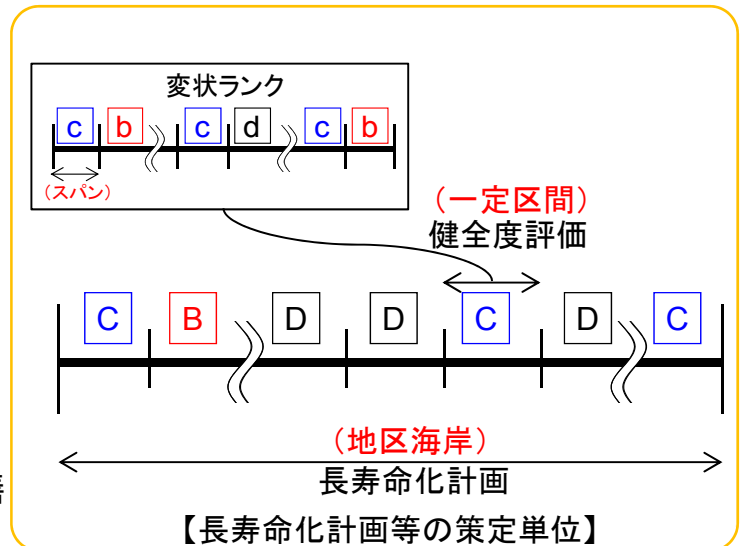 変状ランク
c b c d c b
(スパン)
(一定区間)
健全度評価
C B D D C D C
(地区海岸)
長寿命化計画
【長寿命化計画等の策定単位】